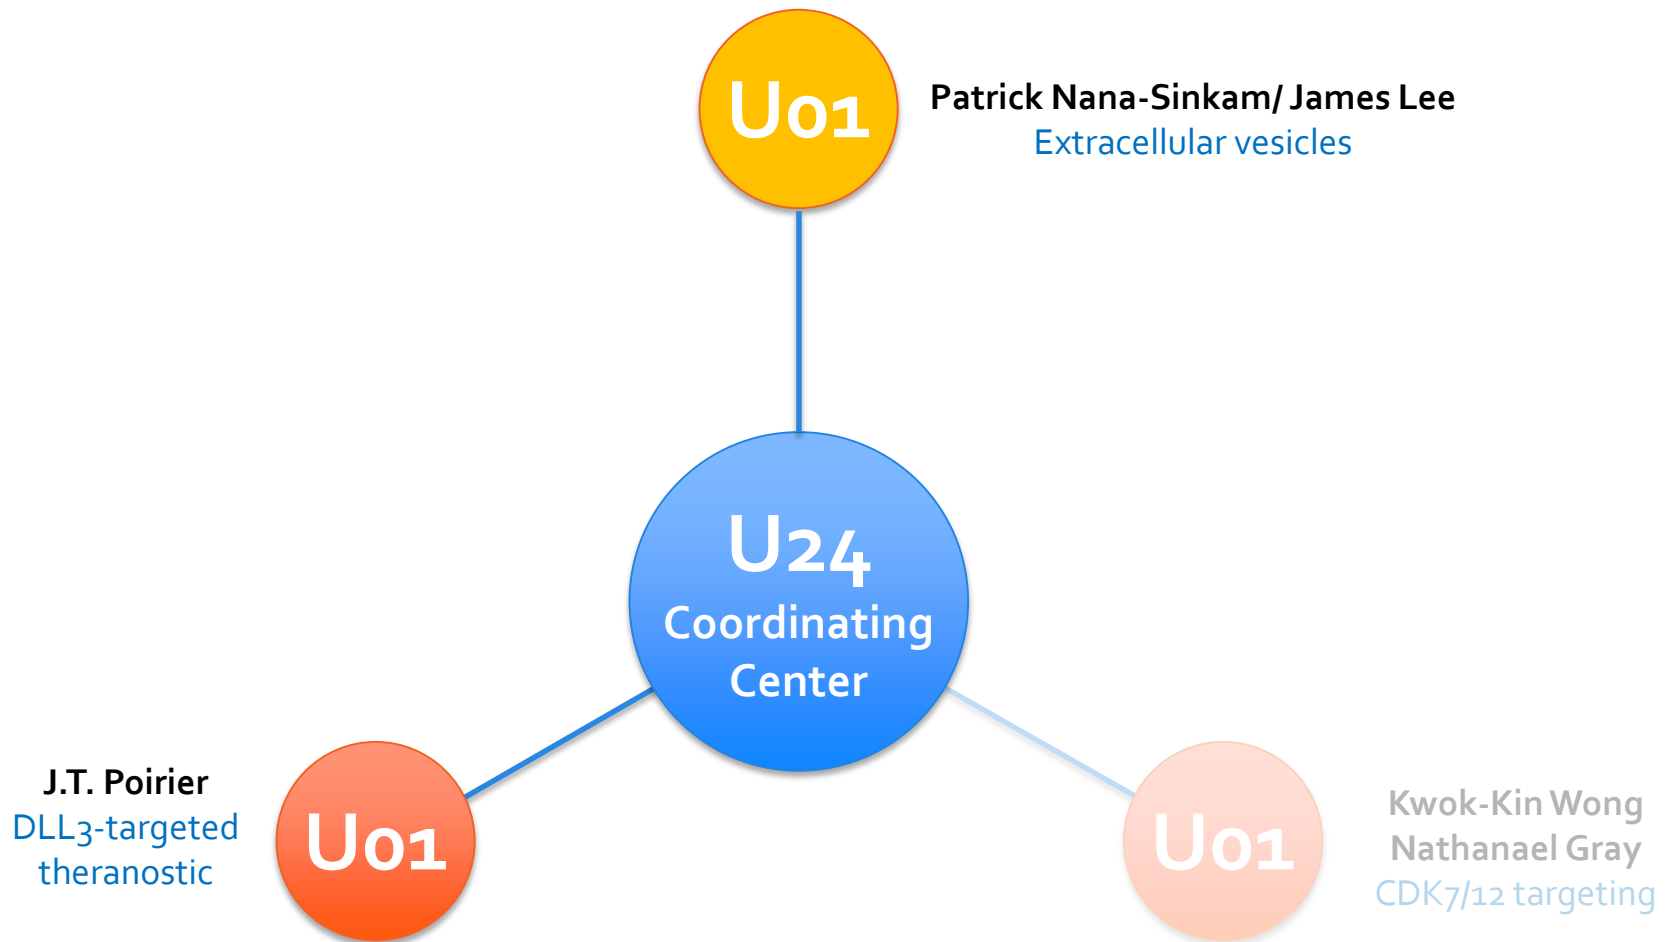 U01
Patrick Nana-Sinkam/ James Lee
Extracellular vesicles
U24
Coordinating
Center
J.T. Poirier
DLL3-targeted
theranostic
U01
U01
Kwok-Kin Wong
Nathanael Gray
CDK7/12 targeting